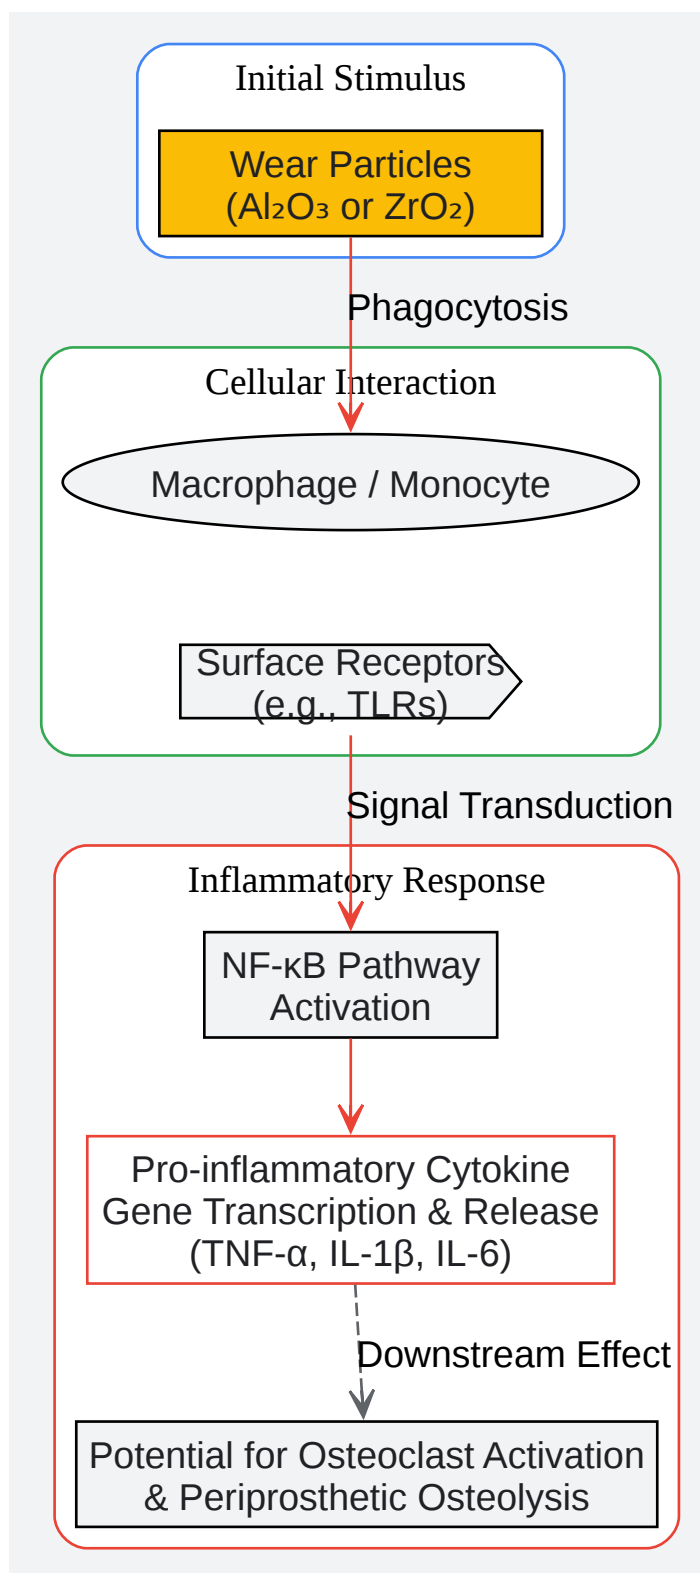 Initial Stimulus
Wear Particles
(Al₂O₃ or ZrO₂)
Phagocytosis
Cellular Interaction
Macrophage / Monocyte
Surface Receptors
(e.g., TLRs)
Signal Transduction
Inflammatory Response
NF-κB Pathway
Activation
Pro-inflammatory Cytokine
Gene Transcription & Release
(TNF-α, IL-1β, IL-6)
Downstream Effect
Potential for Osteoclast Activation
& Periprosthetic Osteolysis